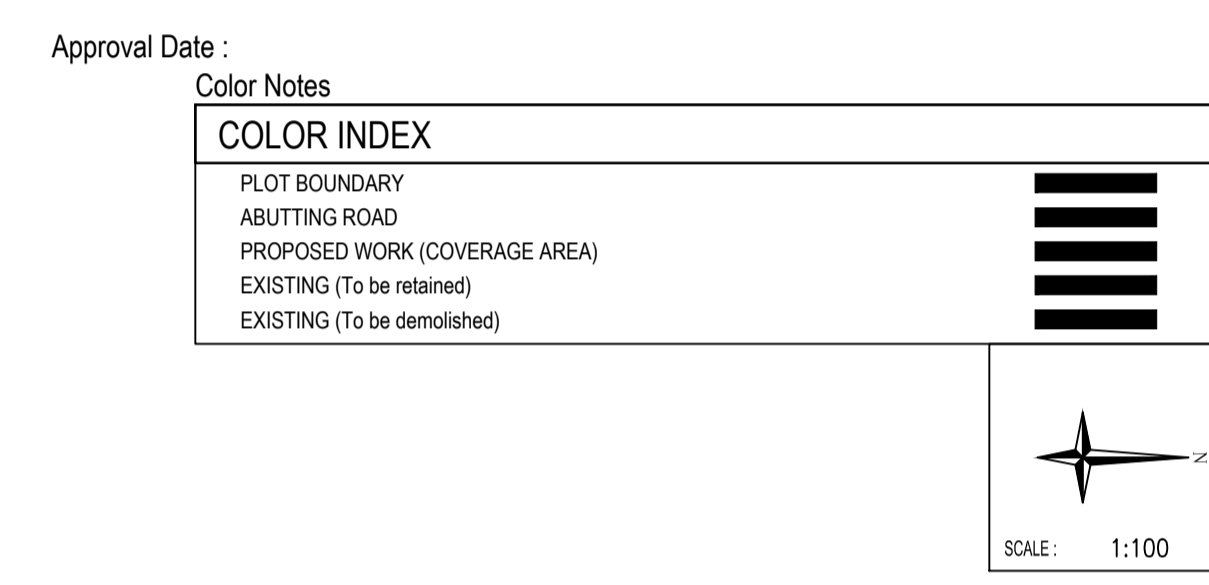 Approval Date :
Color Notes
COLOR INDEX
PLOT BOUNDARY
ABUTTING ROAD
PROPOSED WORK (COVERAGE AREA)
EXISTING (To be retained)
EXISTING (To be demolished)
N
SCALE : 1:100